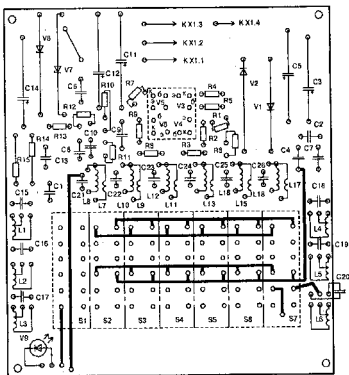 KX1.3 KX1.4
KX1.2
KX1.1
V8 V7 C14 C12 C11 C6 R10 R12 R13
R7 V5 V3 V6 V4 R6 R4 R5 R2 R1
V2 V1 C5 C3 C2 C4 C7
R14 R15 C13 C10 C9 R11 R9 R3 R8
C1 C21 C22 C23 C24 C25 C26
L8 L7 L10 L9 L12 L11 L14 L13 L16 L15 L18 L17
C15 L1 C16 L2 C17 L3 V9
C18 L4 C19 L5 C20 L6
S1 S2 S3 S4 S5 S6 S7